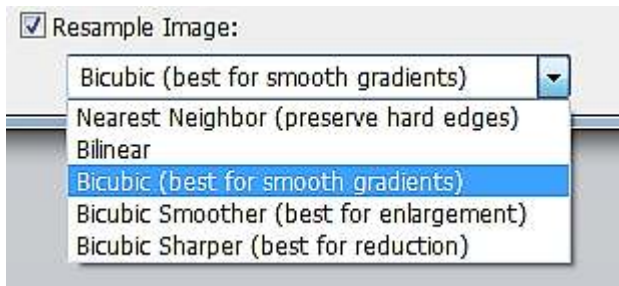 Resample Image:
Bicubic (best for smooth gradients)
Nearest Neighbor (preserve hard edges)
Bilinear
Bicubic (best for smooth gradients)
Bicubic Smoother (best for enlargement)
Bicubic Sharper (best for reduction)